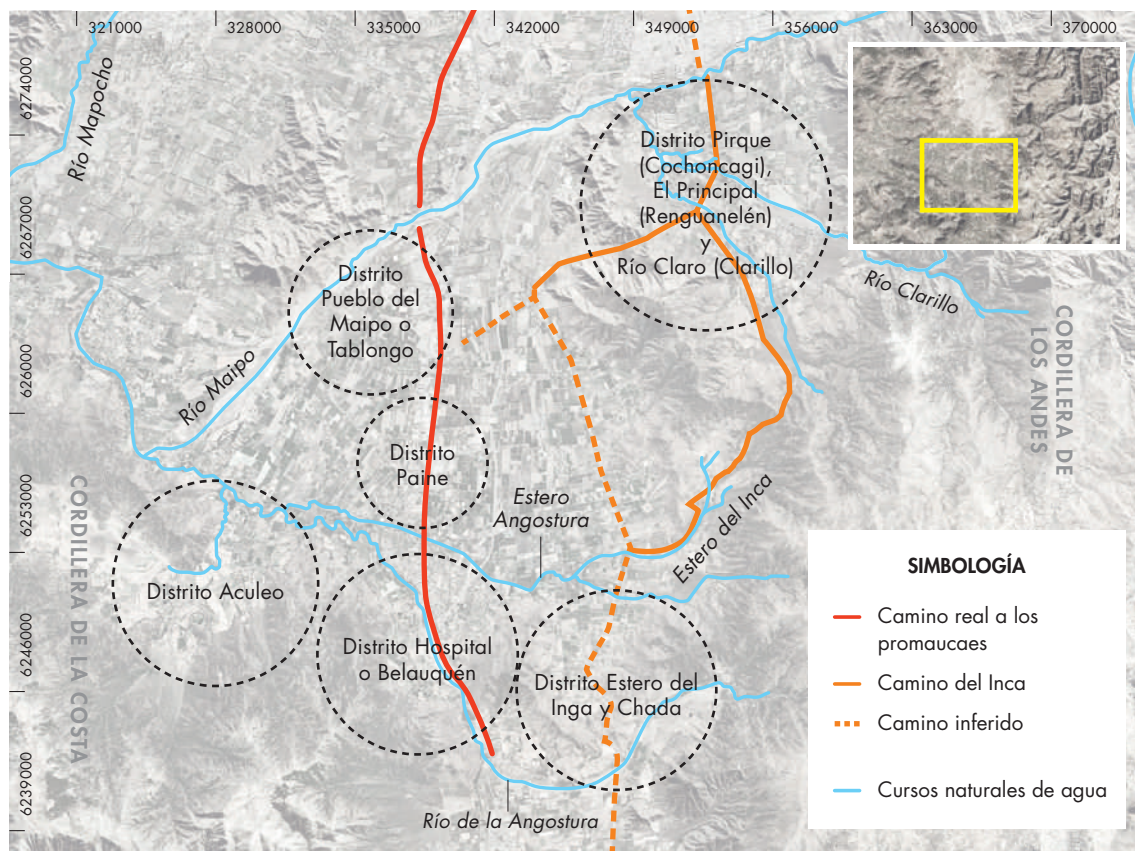 321000
328000
335000
342000
349000
356000
363000
370000
6274000
6267000
6260000
6253000
6246000
6239000
Río Mapocho
Distrito Pirque
(Cochoncagi),
El Principal
(Renguanelén)
y
Río Claro (Clarillo)
Distrito
Pueblo del
Maipo o
Tablongo
Río Clarillo
CORDILLERA DE
LOS ANDES
Río Maipo
Distrito
Paine
Estero
Angostura
Estero del Inca
CORDILLERA DE LA COSTA
Distrito Aculeo
Distrito Hospital
o Belauquén
Distrito Estero del
Inga y Chada
Río de la Angostura
SIMBOLOGÍA
Camino real a los
promaucaes
Camino del Inca
Camino inferido
Cursos naturales de agua